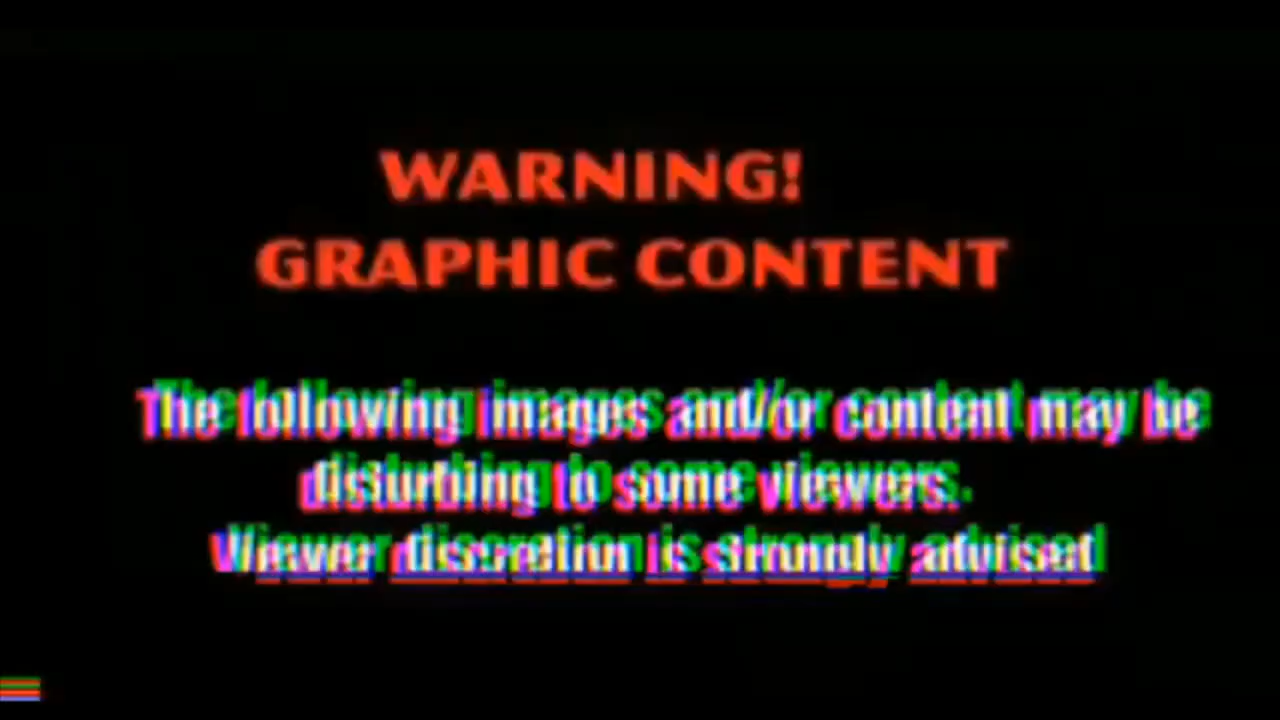 WARNING!
GRAPHIC CONTENT
The following images and/or content may be
disturbing to some viewers.
Viewer discretion is strongly advised